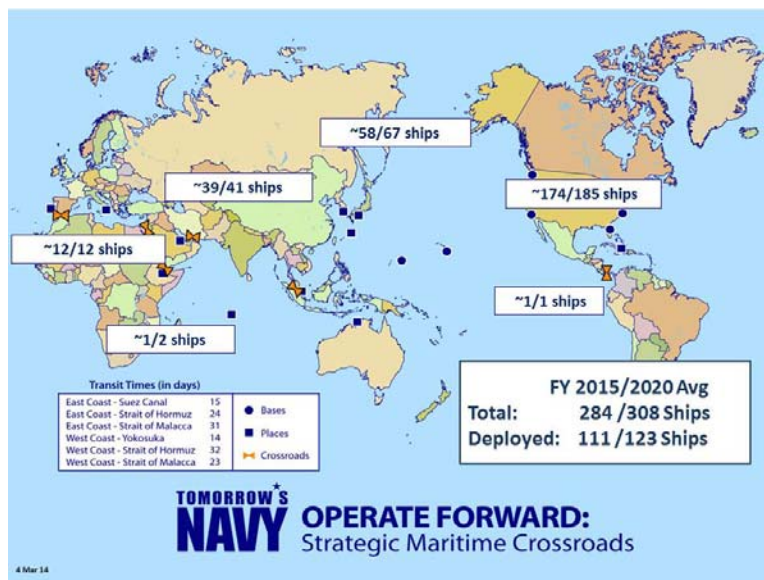 ~58/67 ships
~39/41 ships
~174/185 ships
~12/12 ships
~1/1 ships
~1/2 ships
FY 2015/2020 Avg
Total: 284 /308 Ships
Deployed: 111 /123 Ships
Transit Times (in days)
East Coast - Suez Canal 15
East Coast - Strait of Hormuz 24
East Coast - Strait of Malacca 31
West Coast - Yokosuka 14
West Coast - Strait of Hormuz 32
West Coast - Strait of Malacca 23
Bases
Places
Crossroads
TOMORROW'S
NAVY
OPERATE FORWARD:
Strategic Maritime Crossroads
4 Mar 14